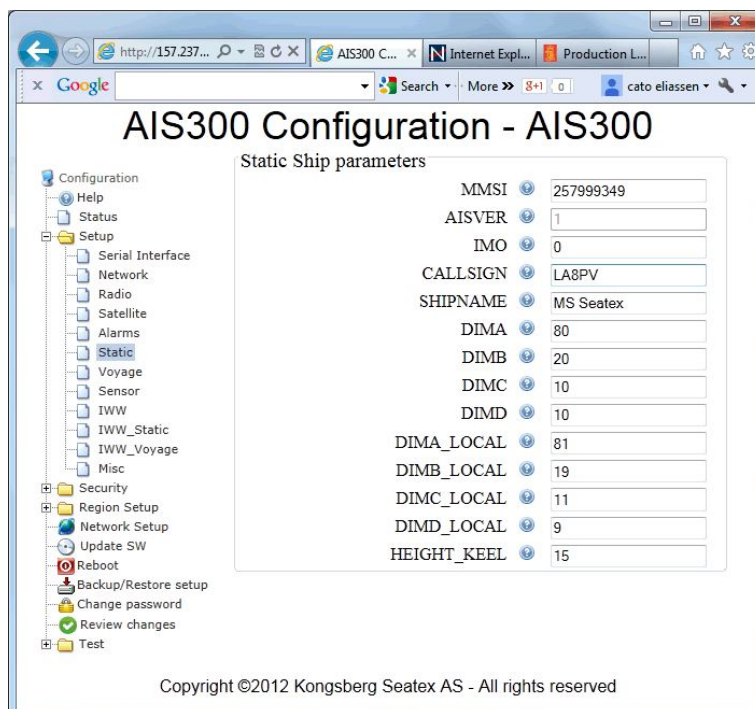 http://157.237...
AIS300 C...
Internet Expl...
Production L...
x Google
Search
More »
g+1
0
cato eliassen
AIS300 Configuration - AIS300
Configuration
Help
Status
Setup
Serial Interface
Network
Radio
Satellite
Alarms
Static
Voyage
Sensor
IWW
IWW_Static
IWW_Voyage
Misc
Security
Region Setup
Network Setup
Update SW
Reboot
Backup/Restore setup
Change password
Review changes
Test
Static Ship parameters
MMSI 257999349
AISVER 1
IMO 0
CALLSIGN LA8PV
SHIPNAME MS Seatex
DIMA 80
DIMB 20
DIMC 10
DIMD 10
DIMA_LOCAL 81
DIMB_LOCAL 19
DIMC_LOCAL 11
DIMD_LOCAL 9
HEIGHT_KEEL 15
Copyright ©2012 Kongsberg Seatex AS - All rights reserved